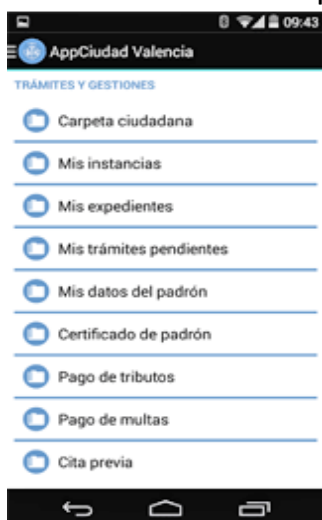 09:43
AppCiudad Valencia
TRÁMITES Y GESTIONES
Carpeta ciudadana
Mis instancias
Mis expedientes
Mis trámites pendientes
Mis datos del padrón
Certificado de padrón
Pago de tributos
Pago de multas
Cita previa